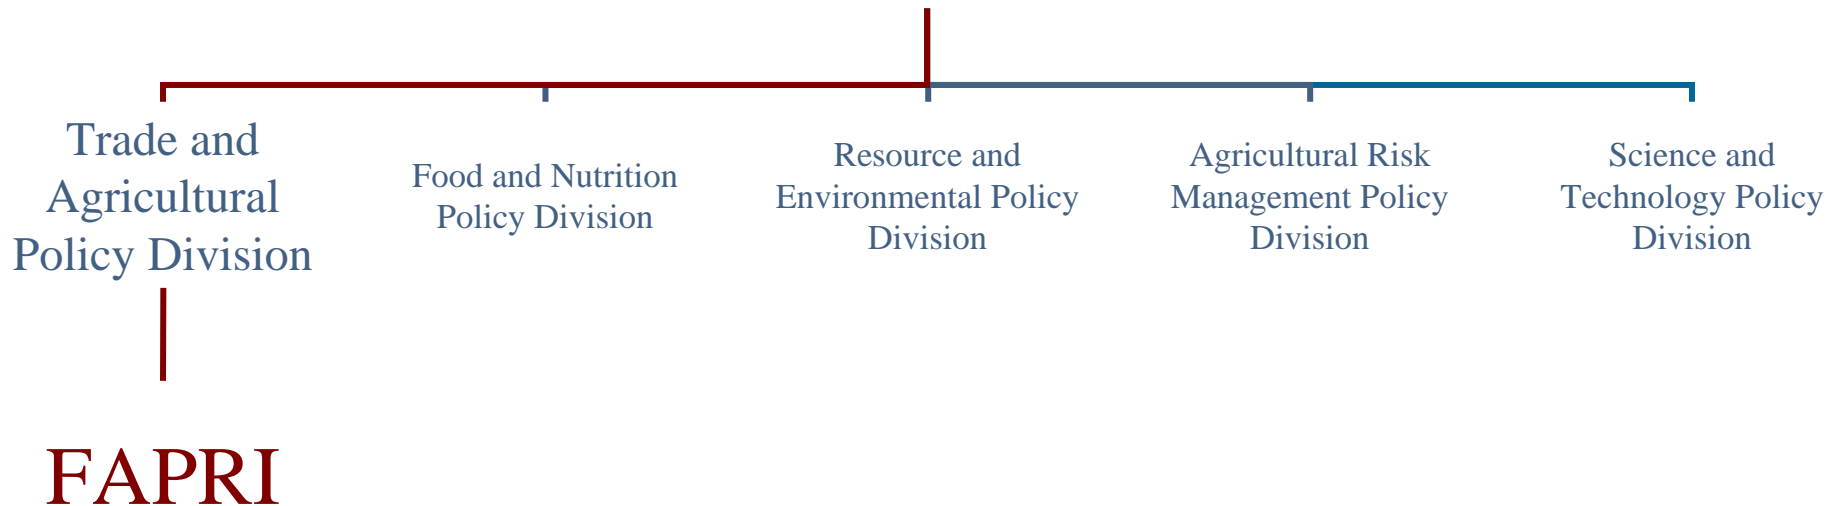 Trade and
Agricultural
Policy Division
Food and Nutrition
Policy Division
Resource and
Environmental Policy
Division
Agricultural Risk
Management Policy
Division
Science and
Technology Policy
Division
FAPRI